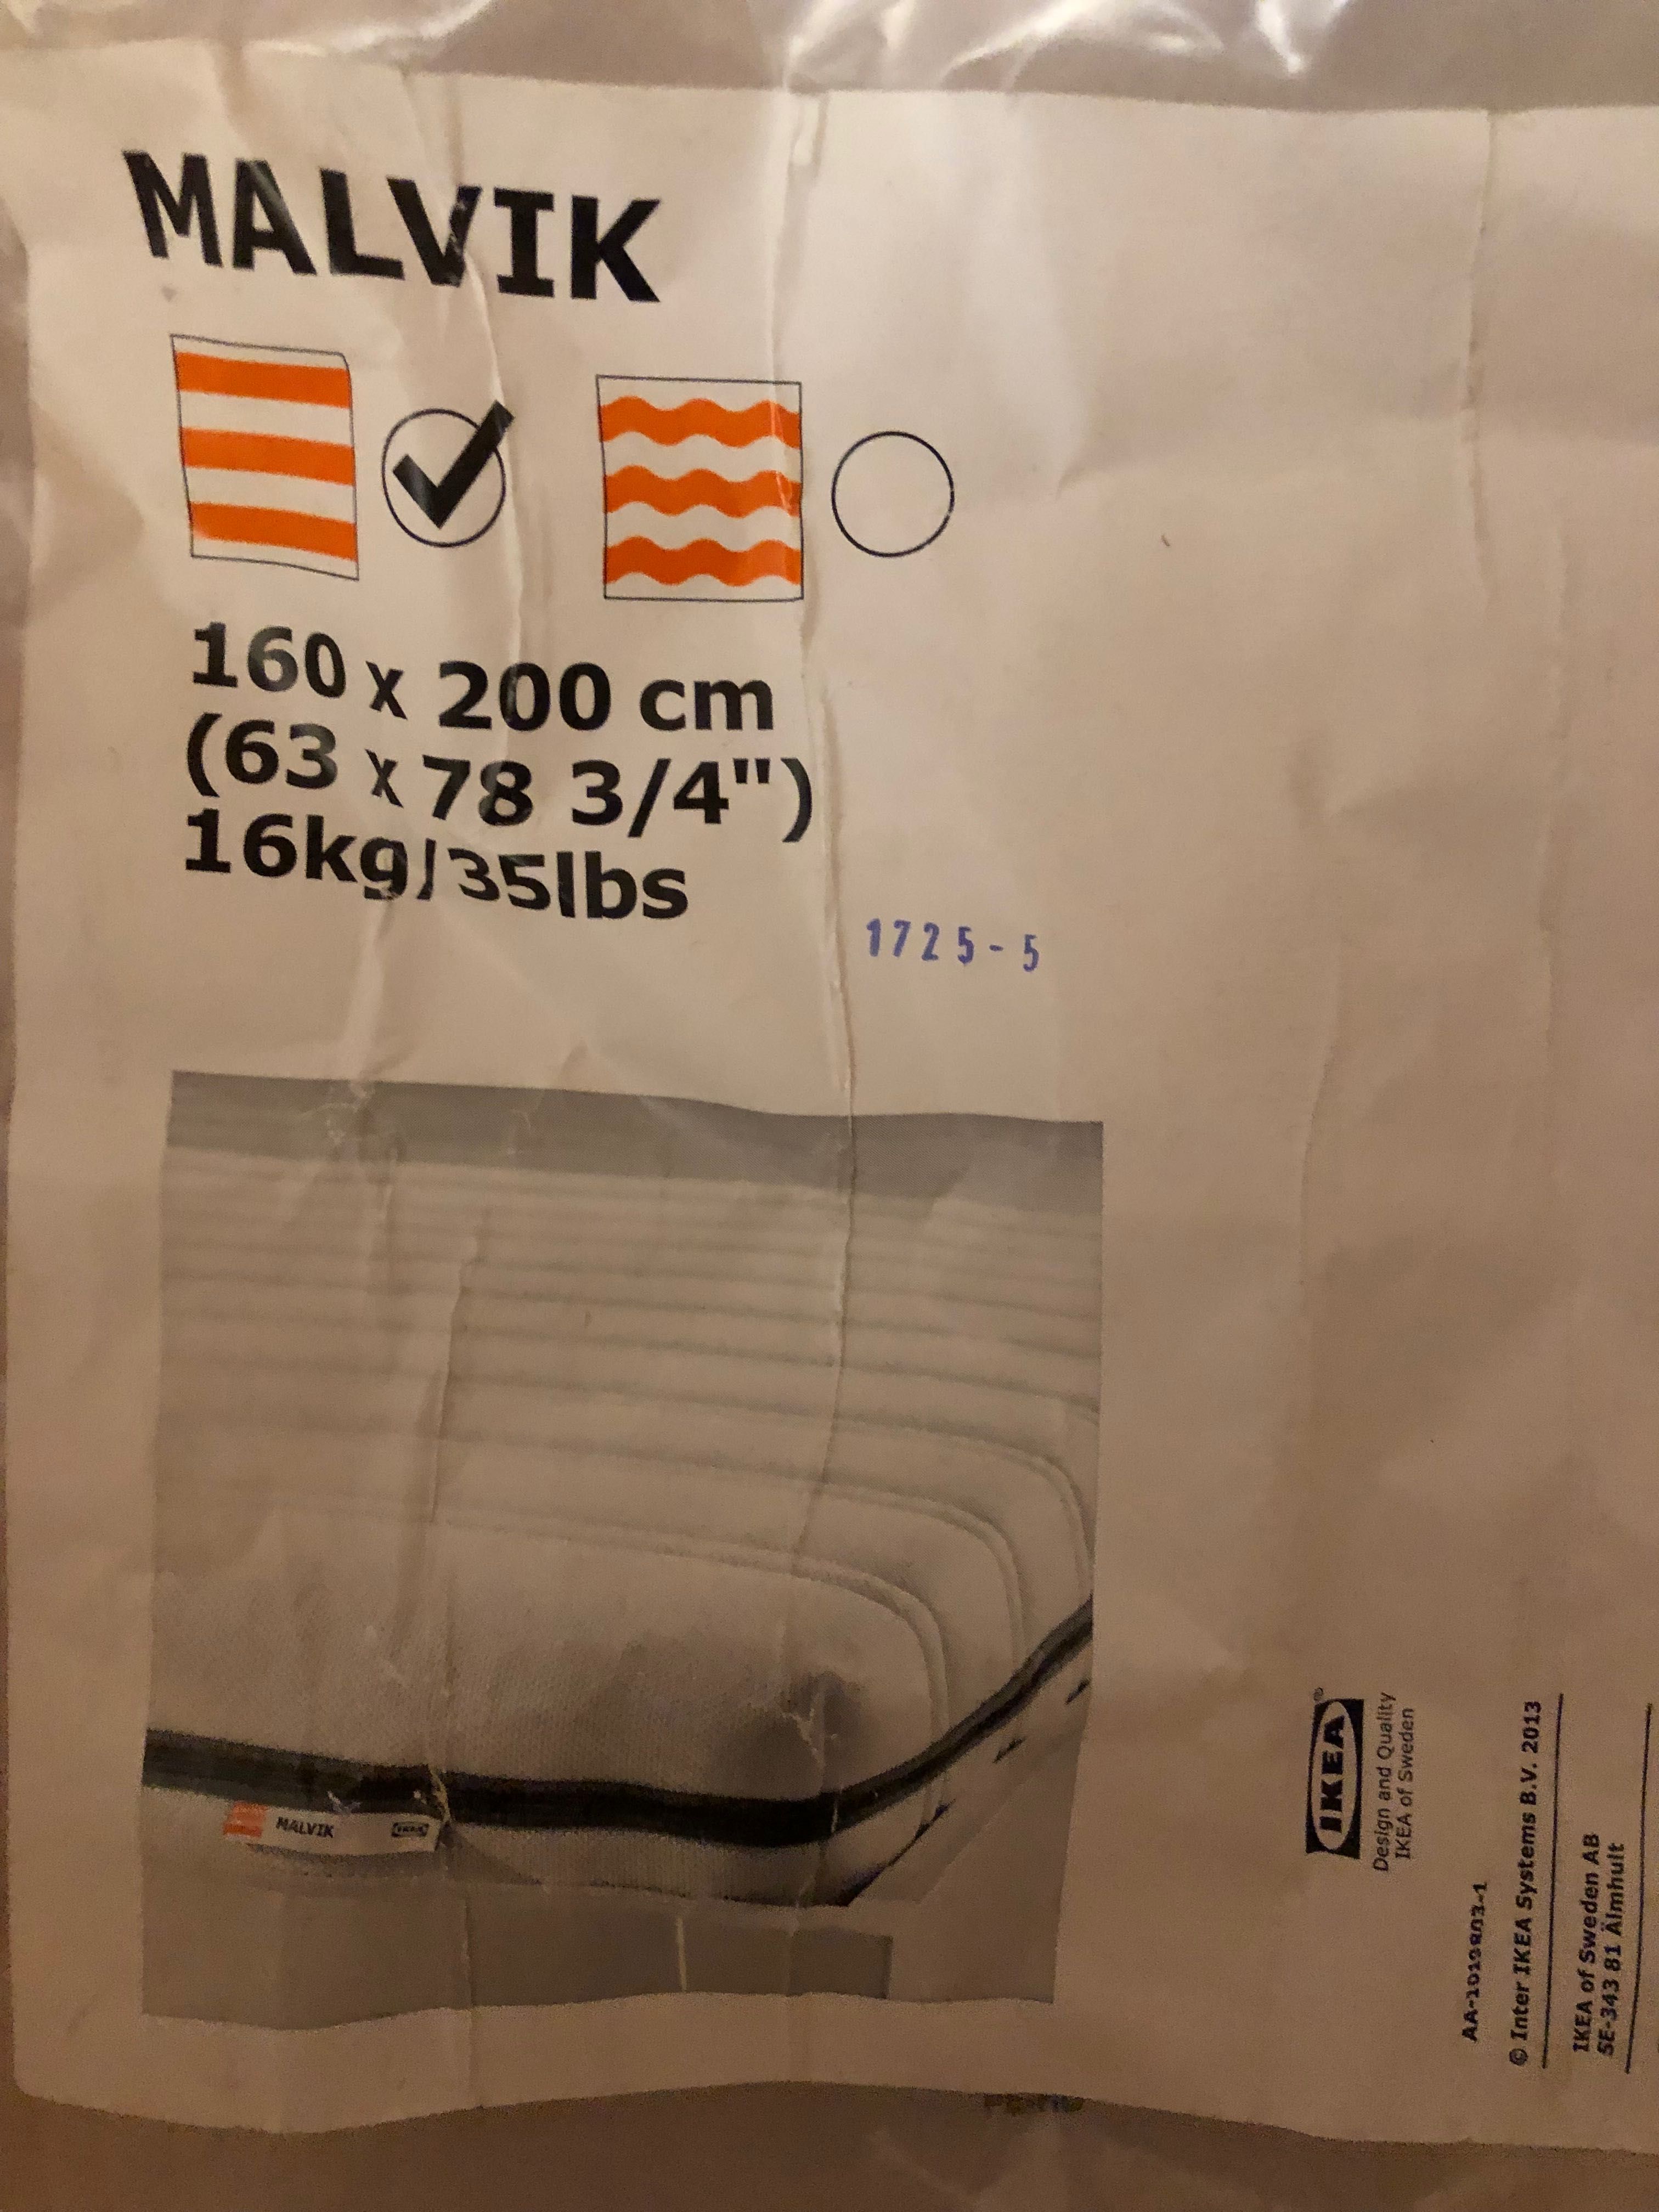 MALVIK
160 x 200 cm
(63 x 78 3/4")
16kg/35lbs
1725-5
MALVIK IKEA
IKEA®
Design and Quality
IKEA of Sweden
© Inter IKEA Systems B.V. 2013
IKEA of Sweden AB
SE-343 81 Älmhult